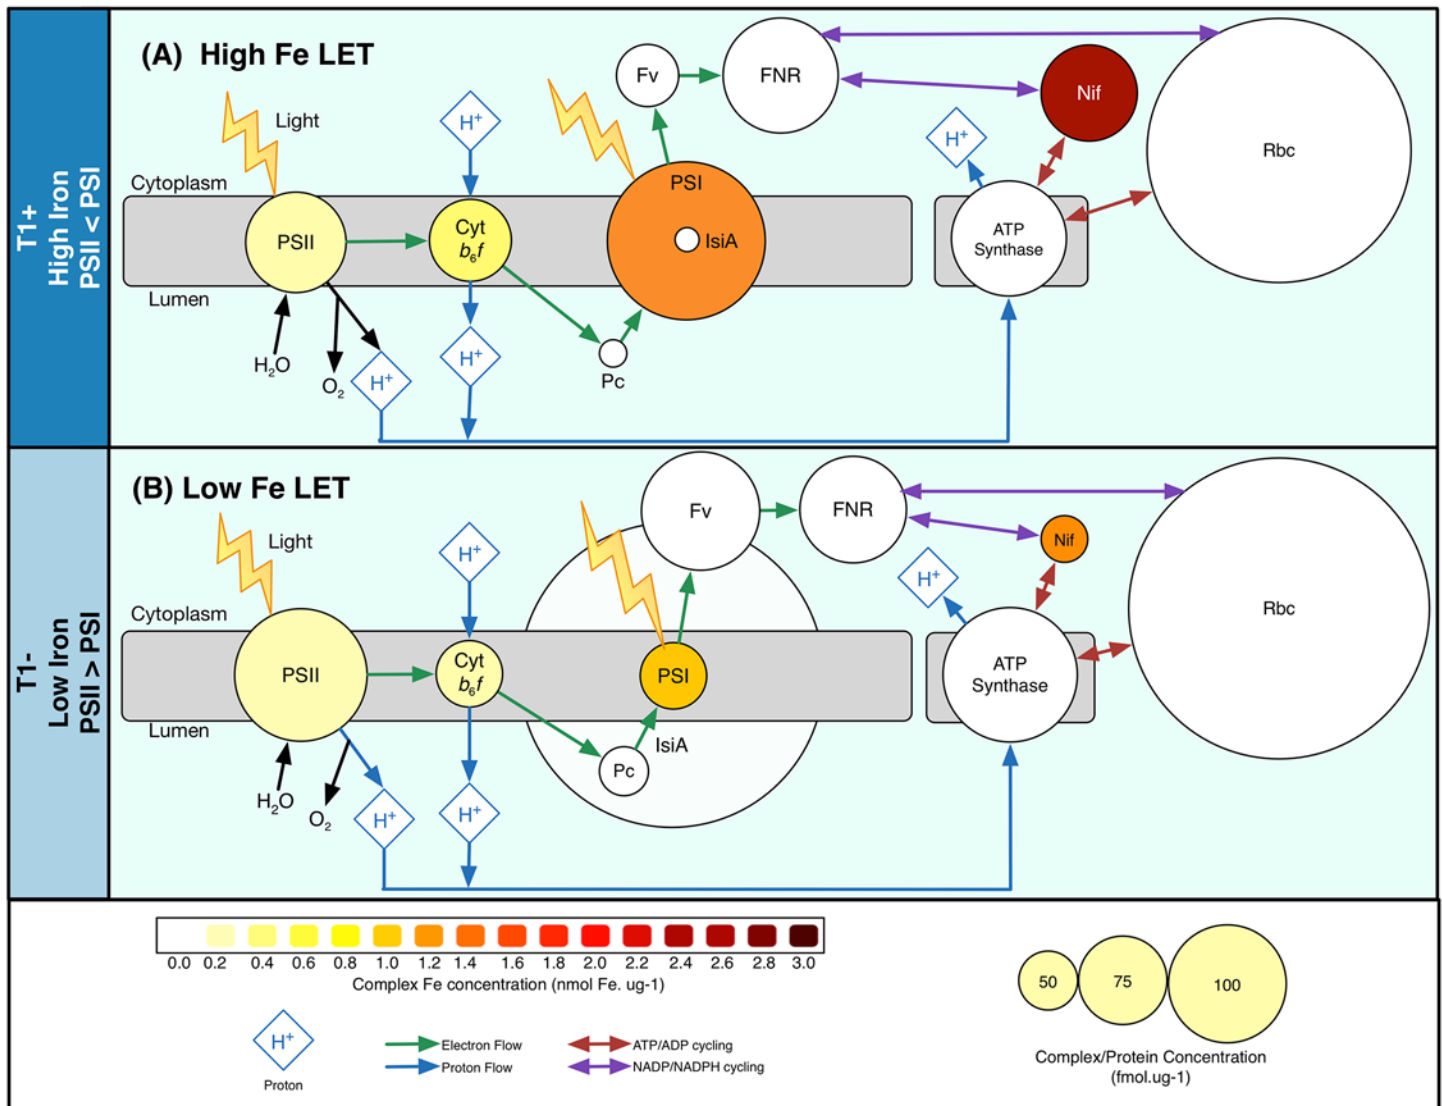 T1+
High Iron
PSII < PSI
(A) High Fe LET
Light
Cytoplasm
Lumen
PSII
H₂O
O₂
H⁺
H⁺
Cyt
b₆f
H⁺
Pc
PSI
IsiA
Fv
FNR
Nif
H⁺
ATP
Synthase
Rbc
T1-
Low Iron
PSII > PSI
(B) Low Fe LET
Light
Cytoplasm
Lumen
PSII
H₂O
O₂
H⁺
H⁺
Cyt
b₆f
H⁺
Pc
PSI
IsiA
Fv
FNR
Nif
H⁺
ATP
Synthase
Rbc
0.0 0.2 0.4 0.6 0.8 1.0 1.2 1.4 1.6 1.8 2.0 2.2 2.4 2.6 2.8 3.0
Complex Fe concentration (nmol Fe. ug-1)
H⁺
Proton
Electron Flow
Proton Flow
ATP/ADP cycling
NADP/NADPH cycling
50 75 100
Complex/Protein Concentration
(fmol.ug-1)